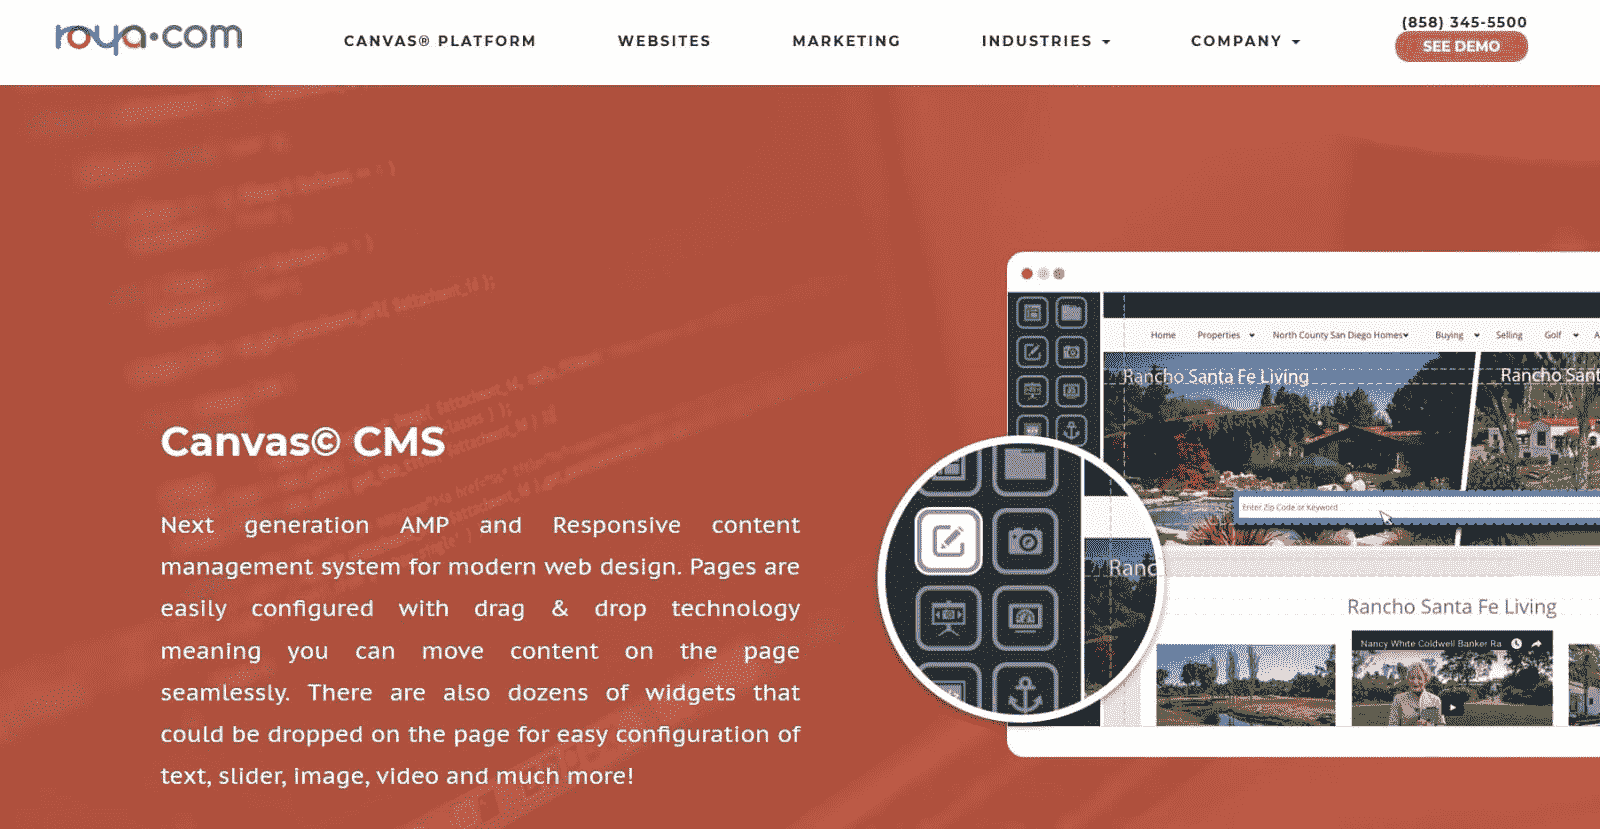 roya.com
CANVAS® PLATFORM
WEBSITES
MARKETING
INDUSTRIES
COMPANY
(858) 345-5500
SEE DEMO
Canvas© CMS
Next generation AMP and Responsive content
management system for modern web design. Pages are
easily configured with drag & drop technology
meaning you can move content on the page
seamlessly. There are also dozens of widgets that
could be dropped on the page for easy configuration of
text, slider, image, video and much more!
Home Properties North County San Diego Homes Buying Selling Golf A
Rancho Santa Fe Living
Rancho Sant
Enter Zip Code or Keyword
Ranc
Rancho Santa Fe Living
Nancy White Coldwell Banker Ra